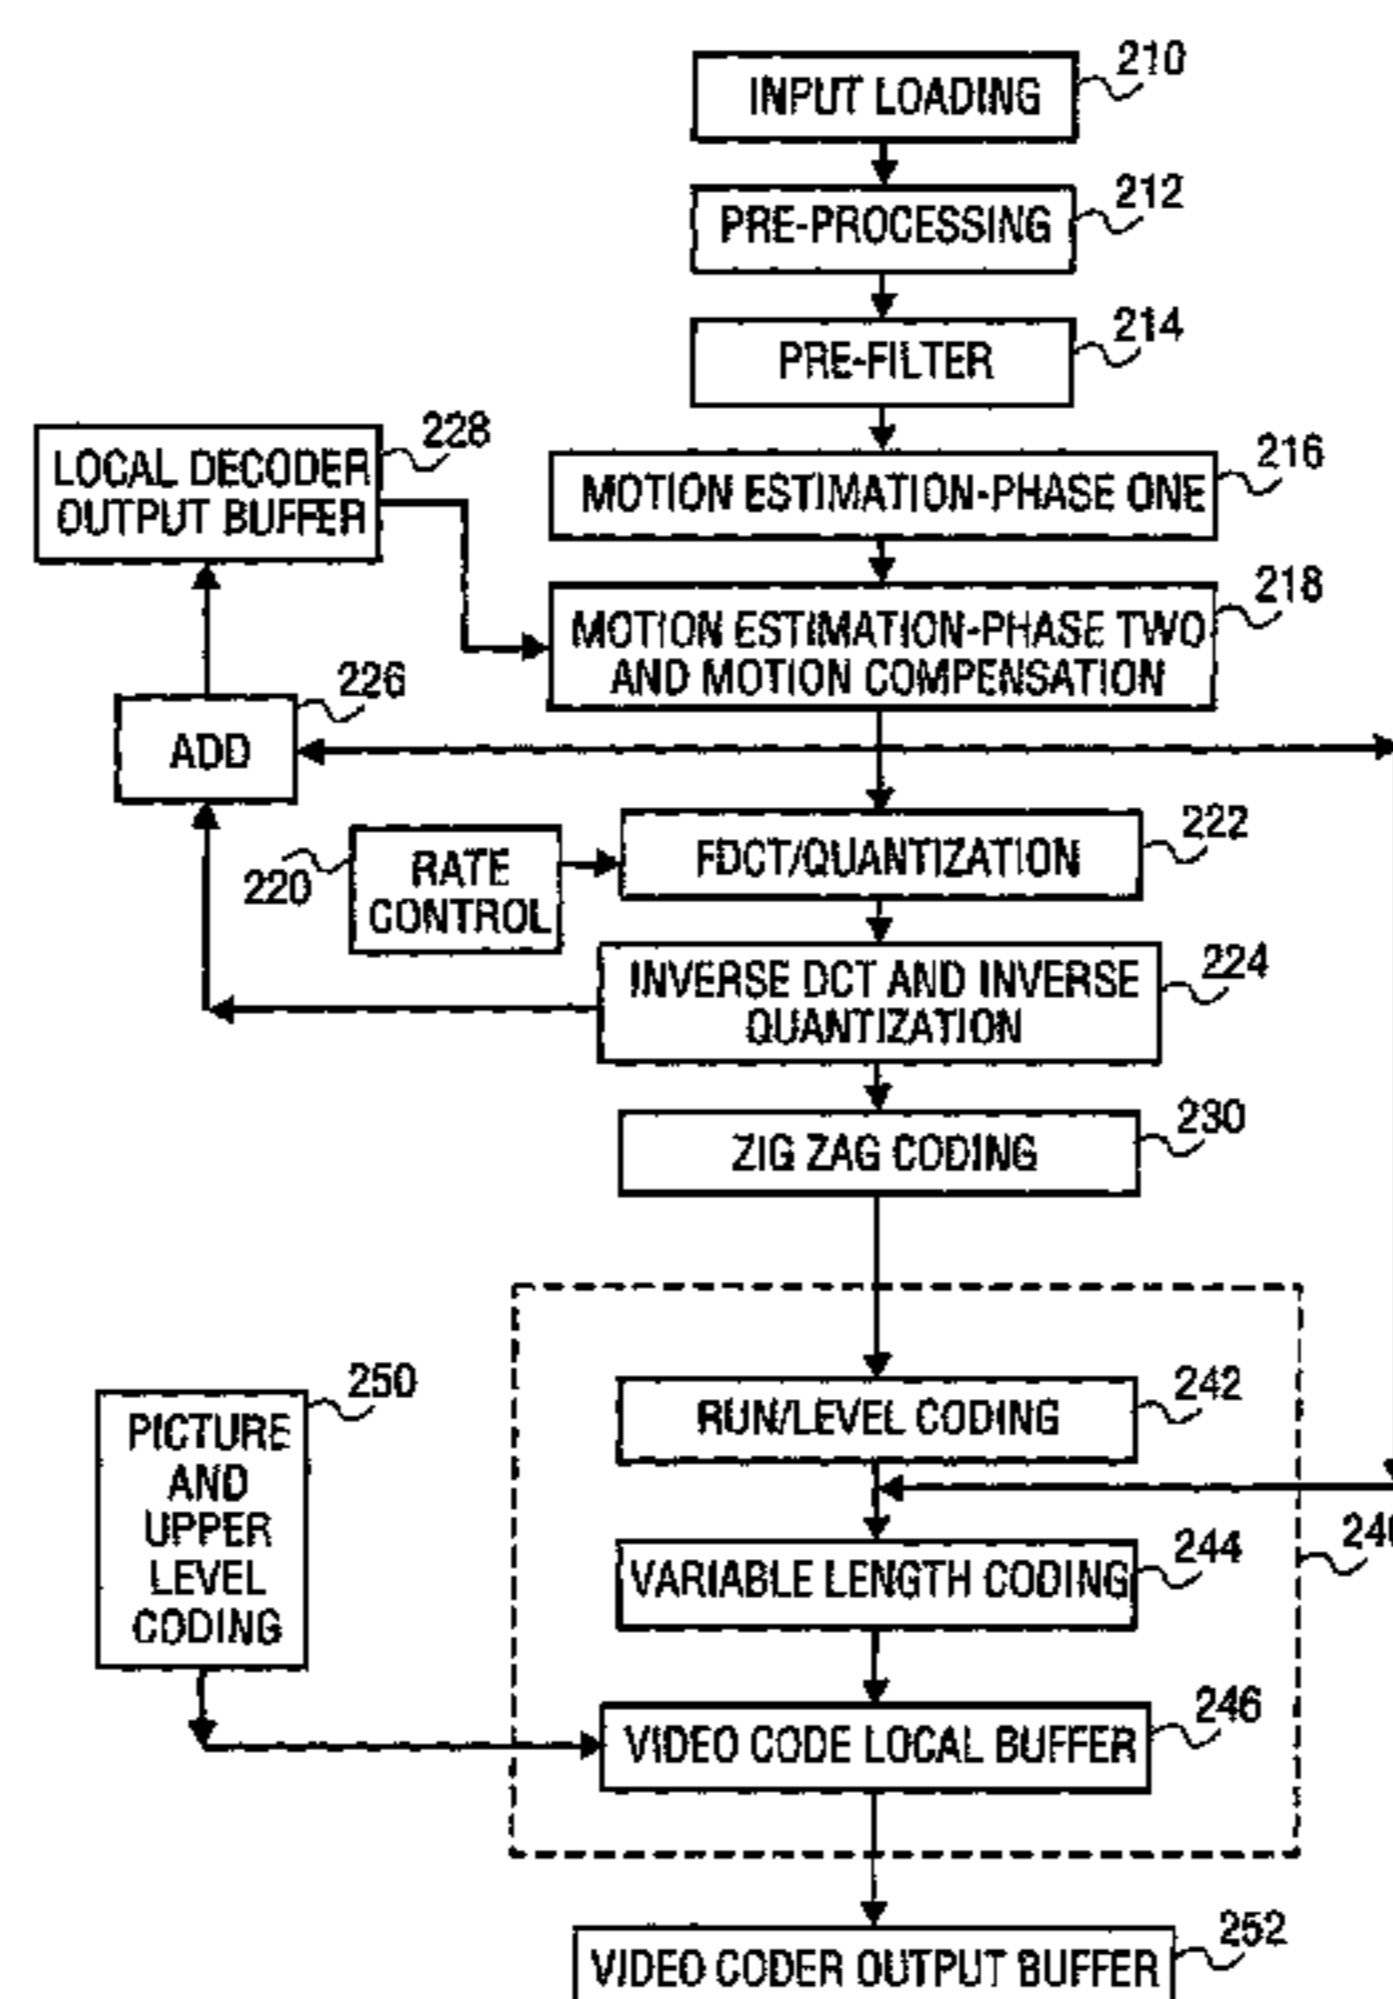 INPUT LOADING
210
PRE-PROCESSING
212
PRE-FILTER
214
LOCAL DECODER
OUTPUT BUFFER
228
MOTION ESTIMATION-PHASE ONE
216
MOTION ESTIMATION-PHASE TWO
AND MOTION COMPENSATION
218
ADD
226
220
RATE
CONTROL
FDCT/QUANTIZATION
222
INVERSE DCT AND INVERSE
QUANTIZATION
224
ZIG ZAG CODING
230
PICTURE
AND
UPPER
LEVEL
CODING
250
RUN/LEVEL CODING
242
VARIABLE LENGTH CODING
244
240
VIDEO CODE LOCAL BUFFER
246
VIDEO CODER OUTPUT BUFFER
252